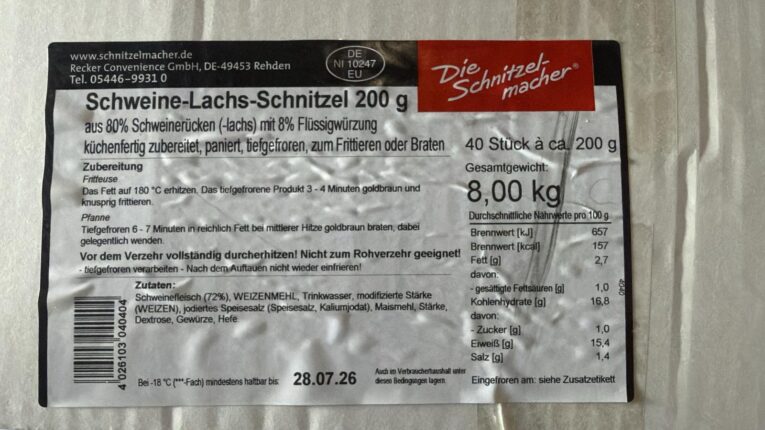 www.schnitzelmacher.de
Recker Convenience GmbH, DE-49453 Rehden
Tel. 05446-9931 0
DE
NI 10247
EU
Die
Schnitzel-
macher®
Schweine-Lachs-Schnitzel 200 g
aus 80% Schweinerücken (-lachs) mit 8% Flüssigwürzung
küchenfertig zubereitet, paniert, tiefgefroren, zum Frittieren oder Braten
40 Stück à ca. 200 g
Gesamtgewicht:
8,00 kg
Zubereitung
Fritteuse
Das Fett auf 180 °C erhitzen. Das tiefgefrorene Produkt 3 - 4 Minuten goldbraun und
knusprig frittieren.
Pfanne
Tiefgefroren 6 - 7 Minuten in reichlich Fett bei mittlerer Hitze goldbraun braten, dabei
gelegentlich wenden.
Vor dem Verzehr vollständig durcherhitzen! Nicht zum Rohverzehr geeignet!
- tiefgefroren verarbeiten - Nach dem Auftauen nicht wieder einfrieren!
Zutaten:
Schweinefleisch (72%), WEIZENMEHL, Trinkwasser, modifizierte Stärke
(WEIZEN), jodiertes Speisesalz (Speisesalz, Kaliumjodat), Maismehl, Stärke,
Dextrose, Gewürze, Hefe
4 026103 040404
Bei -18 °C (***-Fach) mindestens haltbar bis: 28.07.26
Auch im Verbraucherhaushalt unter
diesen Bedingungen lagern.
Durchschnittliche Nährwerte pro 100 g
Brennwert [kJ] 657
Brennwert [kcal] 157
Fett [g] 2,7
davon:
- gesättigte Fettsäuren [g] 1,0
Kohlenhydrate [g] 16,8
davon:
- Zucker [g] 1,0
Eiweiß [g] 15,4
Salz [g] 1,4
Eingefroren am: siehe Zusatzetikett
4040